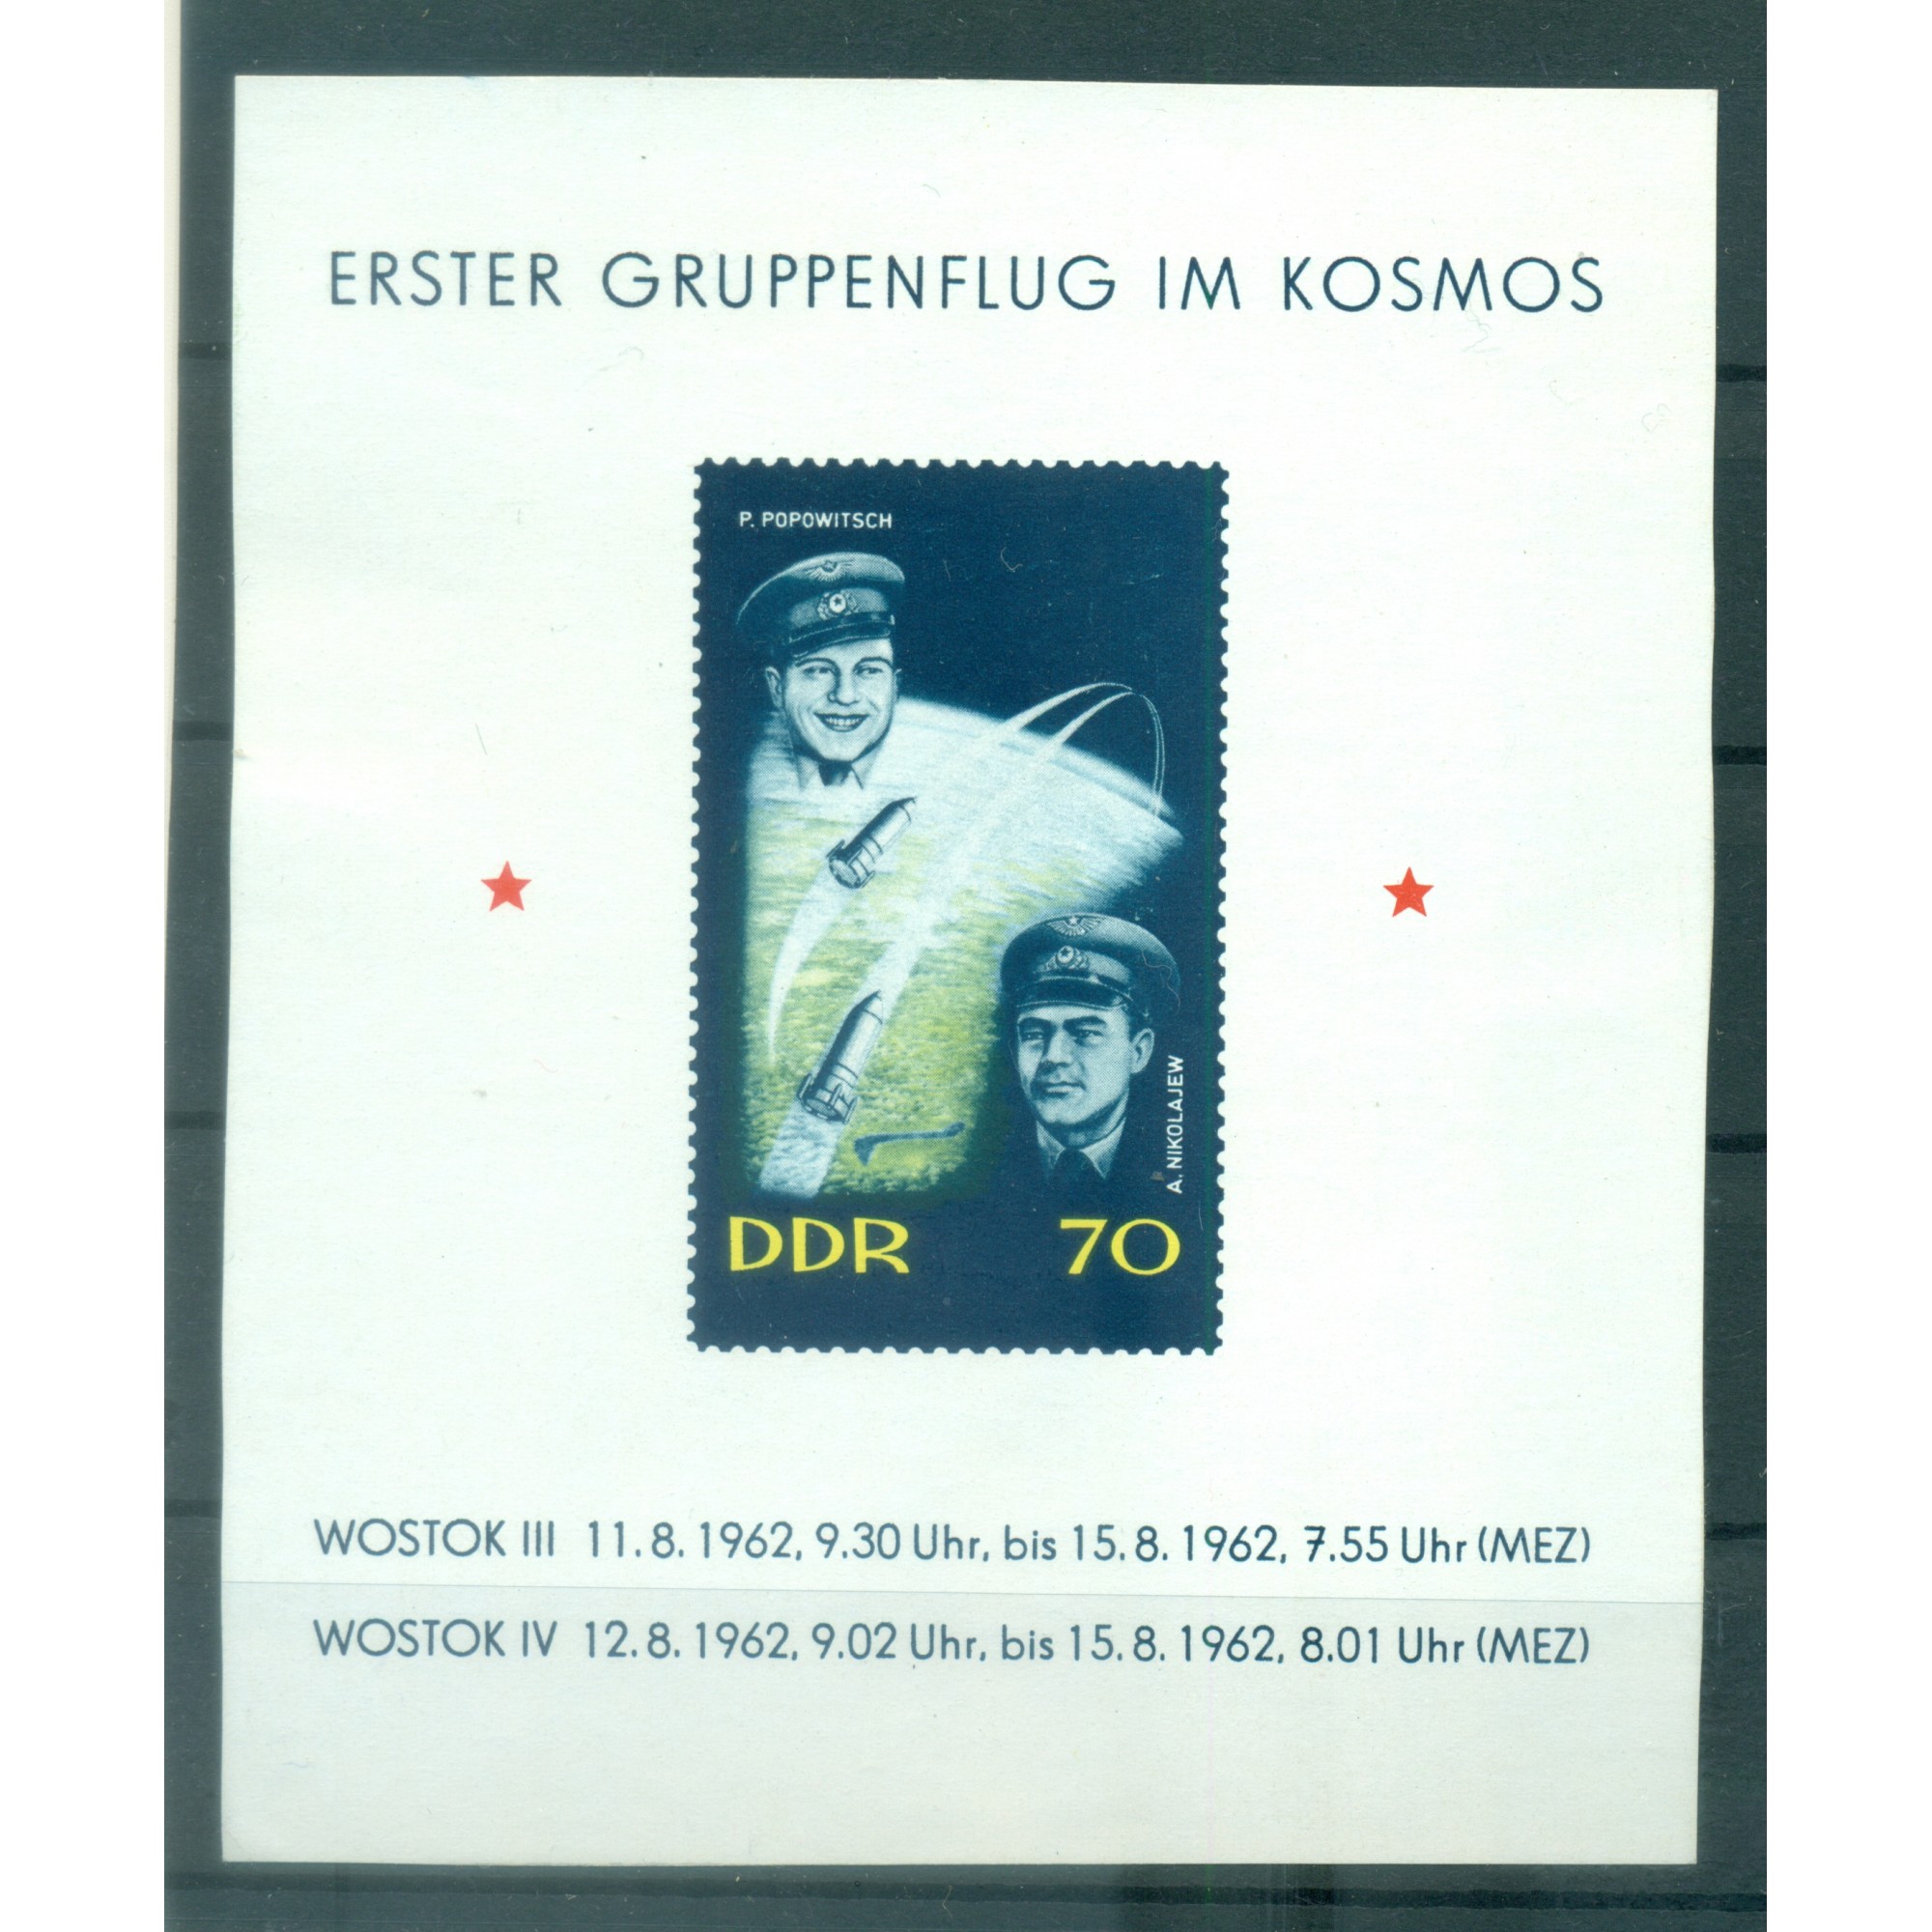 ERSTER GRUPPENFLUG IM KOSMOS
P. POPOWITSCH
A. NIKOLAJEW
DDR 70
WOSTOK III 11. 8. 1962, 9.30 Uhr, bis 15. 8. 1962, 7.55 Uhr (MEZ)
WOSTOK IV 12. 8. 1962, 9.02 Uhr, bis 15. 8. 1962, 8.01 Uhr (MEZ)